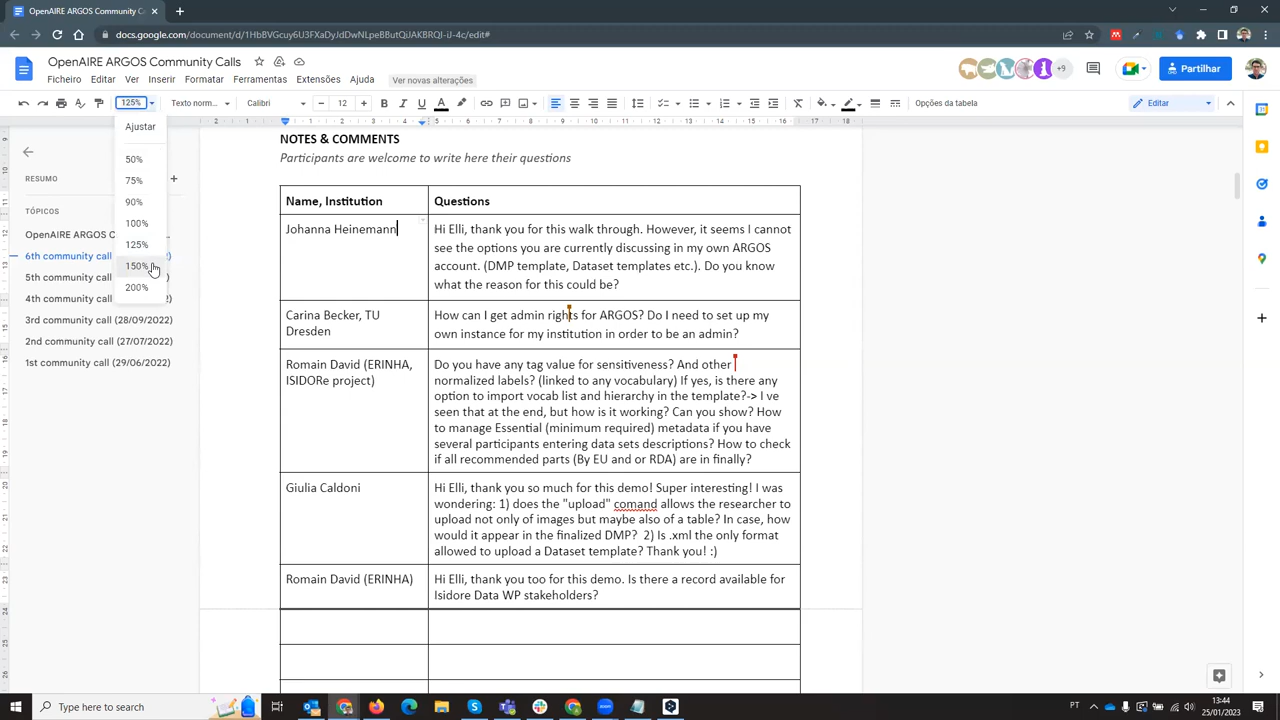 OpenAIRE ARGOS Community Ce
docs.google.com/document/d/1HbBVGcuy6U3FXaDyJdDwNLpeBButQiJAKBRQI-iJ-4c/edit#
OpenAIRE ARGOS Community Calls
Ficheiro Editar Ver Inserir Formatar Ferramentas Extensões Ajuda Ver novas alterações
+9
Partilhar
125% Texto norm... Calibri 12 Opções da tabela Editar
Ajustar
50%
75%
90%
100%
125%
150%
200%
RESUMO
TÓPICOS
OpenAIRE ARGOS C
6th community call
5th community call
4th community call
3rd community call (28/09/2022)
2nd community call (27/07/2022)
1st community call (29/06/2022)
NOTES & COMMENTS
Participants are welcome to write here their questions
Name, Institution Questions
Johanna Heinemann
Hi Elli, thank you for this walk through. However, it seems I cannot
see the options you are currently discussing in my own ARGOS
account. (DMP template, Dataset templates etc.). Do you know
what the reason for this could be?
Carina Becker, TU
Dresden
How can I get admin rights for ARGOS? Do I need to set up my
own instance for my institution in order to be an admin?
Romain David (ERINHA,
ISIDORe project)
Do you have any tag value for sensitiveness? And other
normalized labels? (linked to any vocabulary) If yes, is there any
option to import vocab list and hierarchy in the template?-> I ve
seen that at the end, but how is it working? Can you show? How
to manage Essential (minimum required) metadata if you have
several participants entering data sets descriptions? How to check
if all recommended parts (By EU and or RDA) are in finally?
Giulia Caldoni
Hi Elli, thank you so much for this demo! Super interesting! I was
wondering: 1) does the "upload" comand allows the researcher to
upload not only of images but maybe also of a table? In case, how
would it appear in the finalized DMP? 2) Is .xml the only format
allowed to upload a Dataset template? Thank you! :)
Romain David (ERINHA)
Hi Elli, thank you too for this demo. Is there a record available for
Isidore Data WP stakeholders?
Type here to search
PT
13:44
25/01/2023